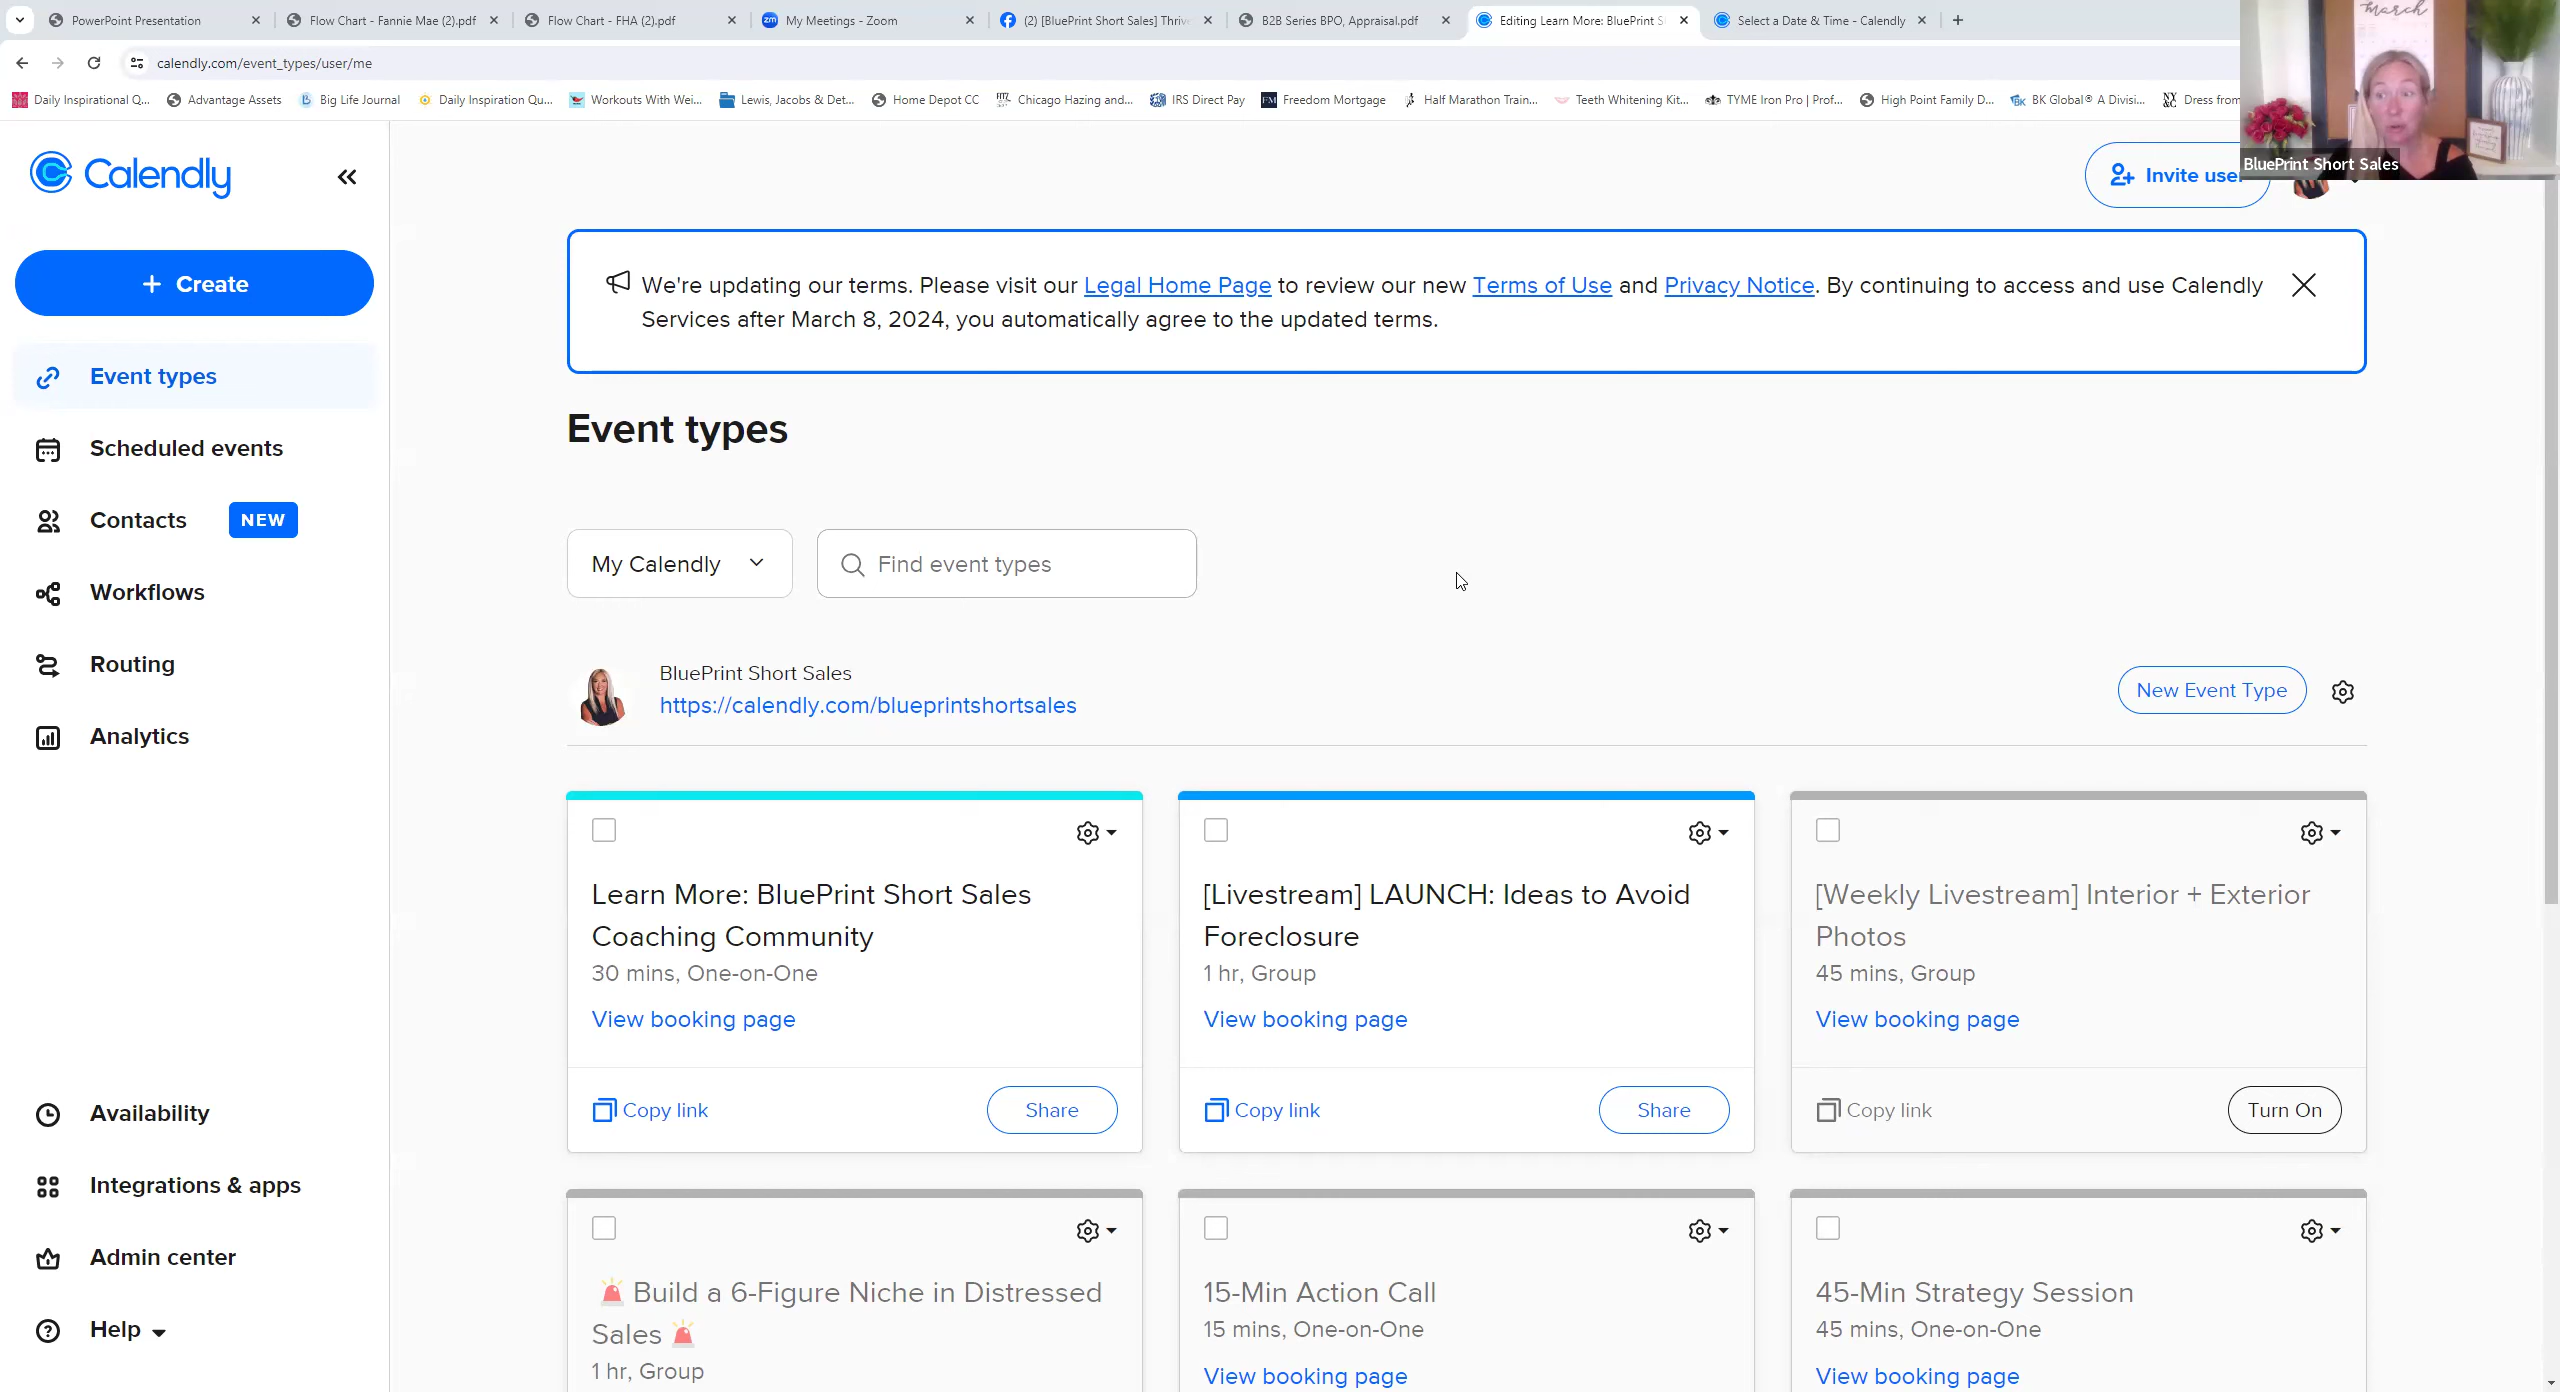 PowerPoint Presentation
Flow Chart - Fannie Mae (2).pdf
Flow Chart - FHA (2).pdf
zm
My Meetings - Zoom
(2) [BluePrint Short Sales] Thriv
B2B Series BPO, Appraisal.pdf
Editing Learn More: BluePrint S
Select a Date & Time - Calendly
march
calendly.com/event_types/user/me
Daily Inspirational Q...
Advantage Assets
Big Life Journal
Daily Inspiration Qu...
Workouts With Wei...
Lewis, Jacobs & Det...
Home Depot CC
Chicago Hazing and...
IRS Direct Pay
FM
Freedom Mortgage
Half Marathon Train...
Teeth Whitening Kit...
TYME Iron Pro | Prof...
High Point Family D...
BK Global® A Divisi...
Dress from
BluePrint Short Sales
Calendly
Invite user
+ Create
We're updating our terms. Please visit our Legal Home Page to review our new Terms of Use and Privacy Notice. By continuing to access and use Calendly
Services after March 8, 2024, you automatically agree to the updated terms.
Event types
Scheduled events
Contacts
NEW
Workflows
Routing
Analytics
Availability
Integrations & apps
Admin center
Help
Event types
My Calendly
Find event types
BluePrint Short Sales
https://calendly.com/blueprintshortsales
New Event Type
Learn More: BluePrint Short Sales
Coaching Community
30 mins, One-on-One
View booking page
Copy link
Share
[Livestream] LAUNCH: Ideas to Avoid
Foreclosure
1 hr, Group
View booking page
Copy link
Share
[Weekly Livestream] Interior + Exterior
Photos
45 mins, Group
View booking page
Copy link
Turn On
Build a 6-Figure Niche in Distressed
Sales
1 hr, Group
15-Min Action Call
15 mins, One-on-One
View booking page
45-Min Strategy Session
45 mins, One-on-One
View booking page